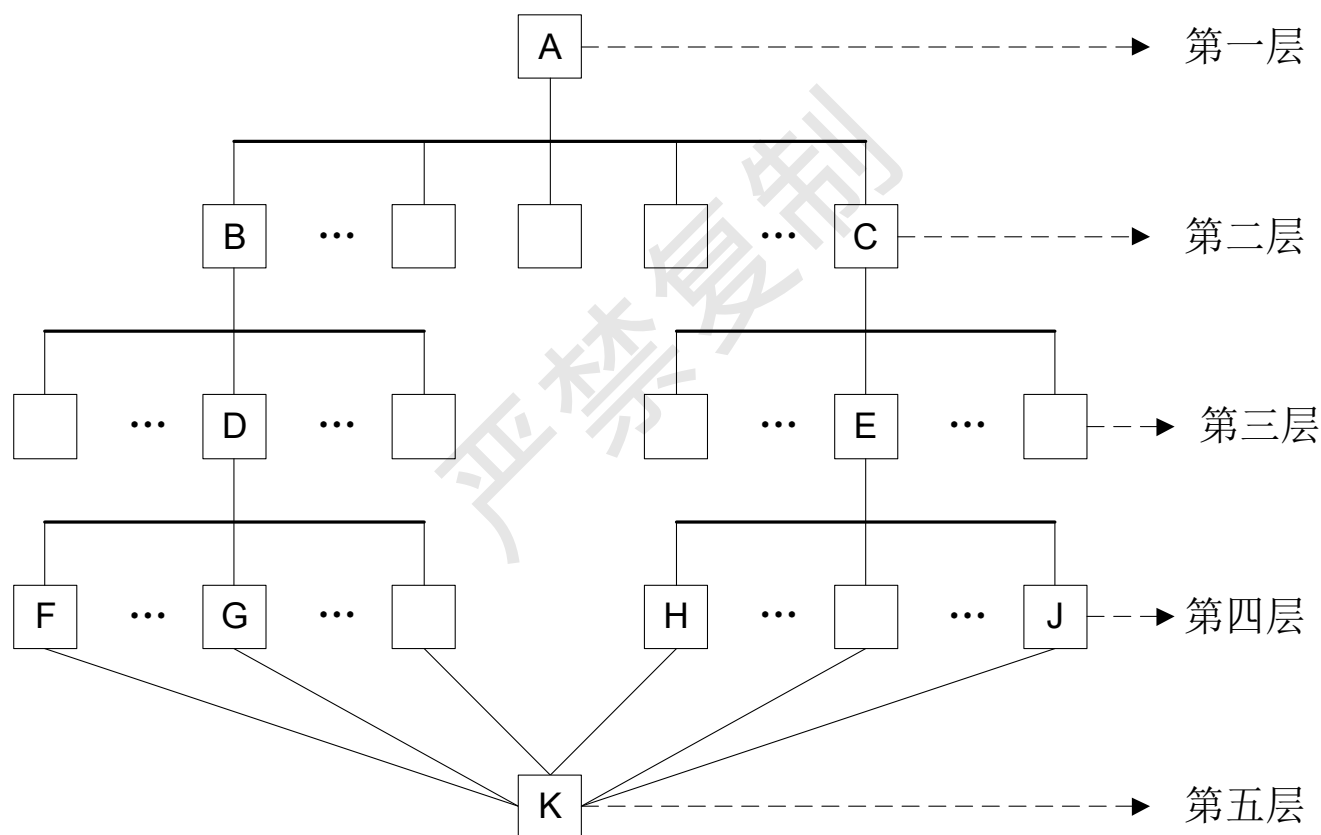 A 第一层
B … … C 第二层
… D … … E … 第三层
F … G … H … … J 第四层
K 第五层
严禁复制